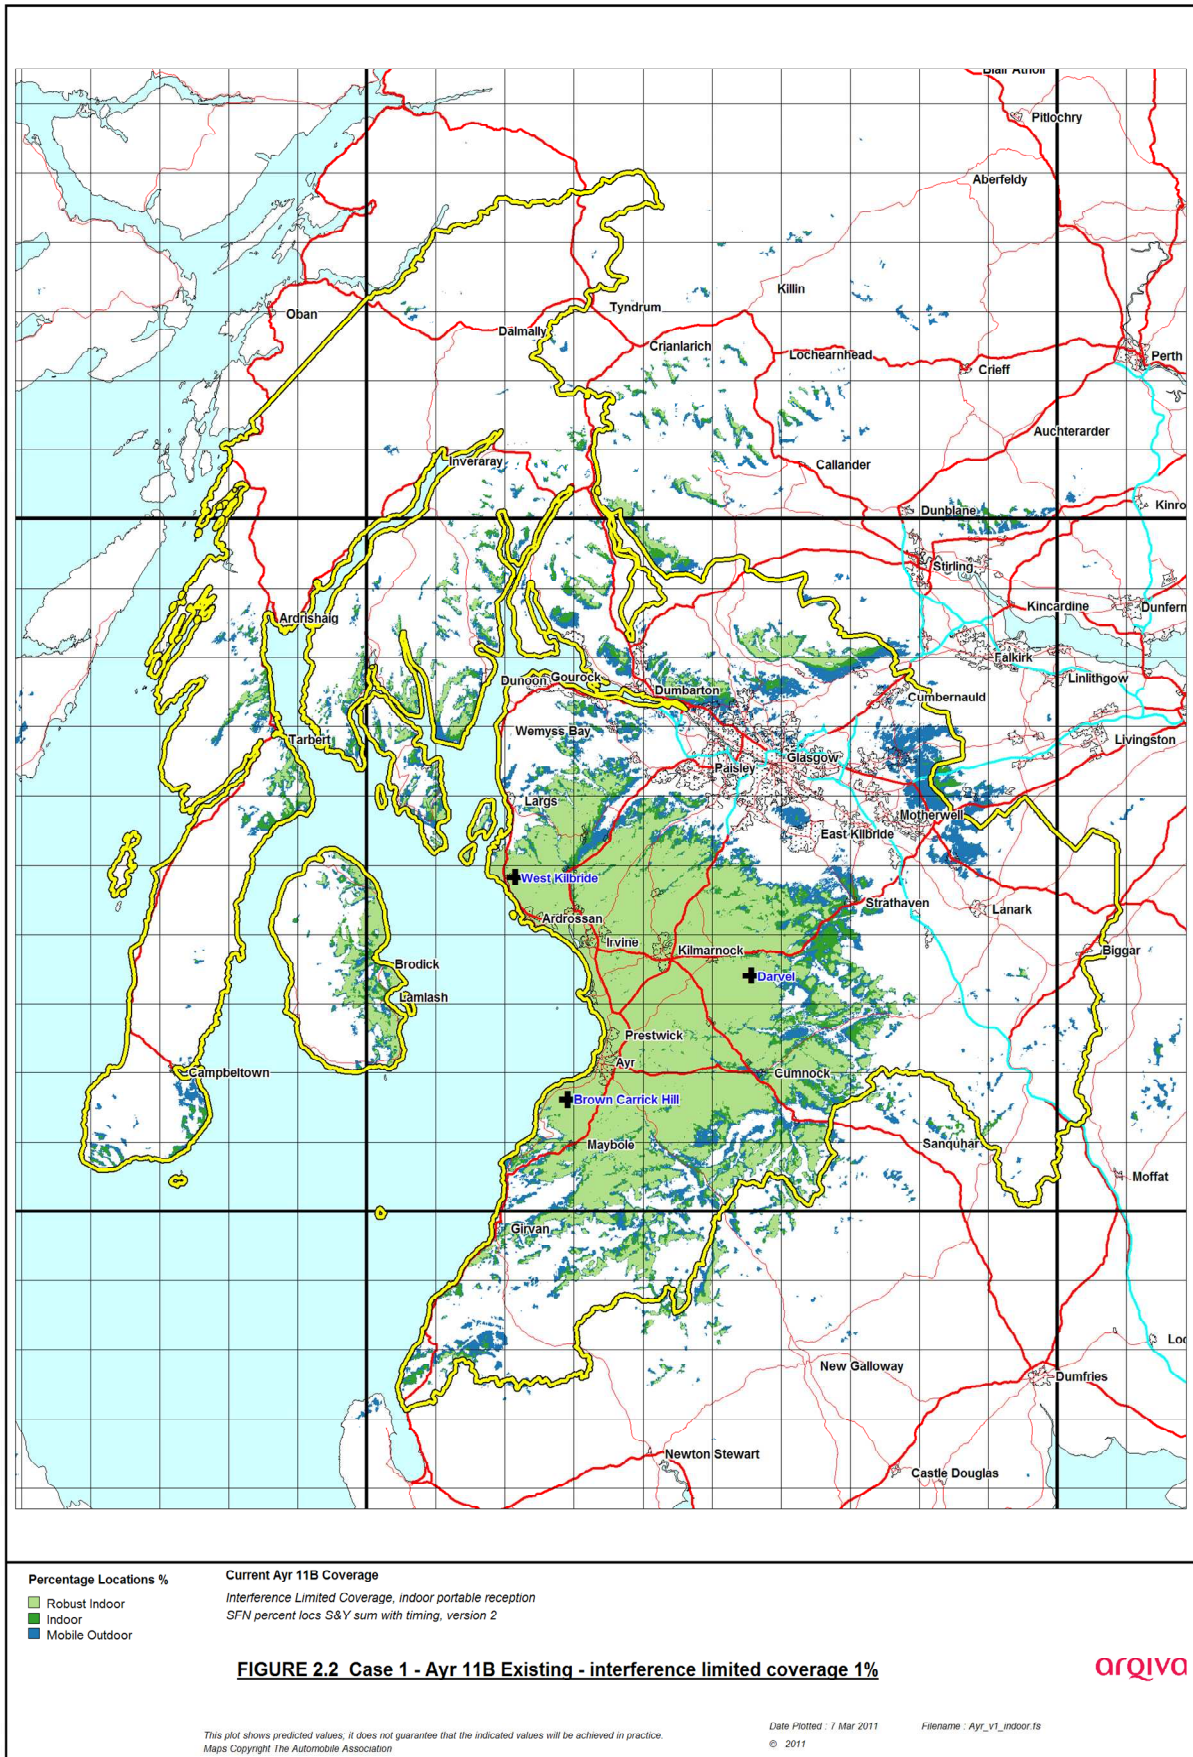 Blair Atholl
Pitlochry
Aberfeldy
Killin
Oban
Tyndrum
Dalmally
Crianlarich
Lochearnhead
Perth
Crieff
Auchterarder
Inveraray
Callander
Dunblane
Kinro
Stirling
Kincardine
Dunferm
Ardrishaig
Falkirk
Linlithgow
Dunoon
Gourock
Dumbarton
Cumbernauld
Wemyss Bay
Livingston
Tarbert
Glasgow
Paisley
Largs
Motherwell
East Kilbride
West Kilbride
Strathaven
Lanark
Ardrossan
Irvine
Kilmarnock
Biggar
Brodick
Darvel
Lamlash
Prestwick
Ayr
Campbeltown
Cumnock
Brown Carrick Hill
Maybole
Sanquhar
Moffat
Girvan
Loc
New Galloway
Dumfries
Newton Stewart
Castle Douglas
Percentage Locations %
Robust Indoor
Indoor
Mobile Outdoor
Current Ayr 11B Coverage
Interference Limited Coverage, indoor portable reception
SFN percent locs S&Y sum with timing, version 2
FIGURE 2.2 Case 1 - Ayr 11B Existing - interference limited coverage 1%
arqiva
This plot shows predicted values; it does not guarantee that the indicated values will be achieved in practice.
Maps Copyright The Automobile Association
Date Plotted : 7 Mar 2011
Filename : Ayr_v1_indoor.fs
© 2011